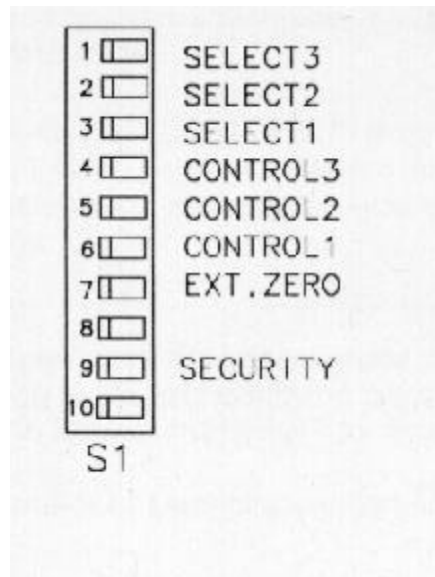 1 SELECT3
2 SELECT2
3 SELECT1
4 CONTROL3
5 CONTROL2
6 CONTROL1
7 EXT.ZERO
8
9 SECURITY
10
S1